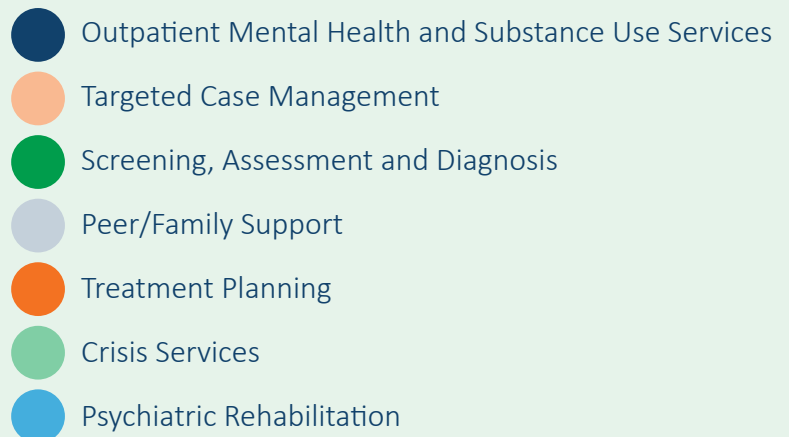 Outpatient Mental Health and Substance Use Services
Targeted Case Management
Screening, Assessment and Diagnosis
Peer/Family Support
Treatment Planning
Crisis Services
Psychiatric Rehabilitation